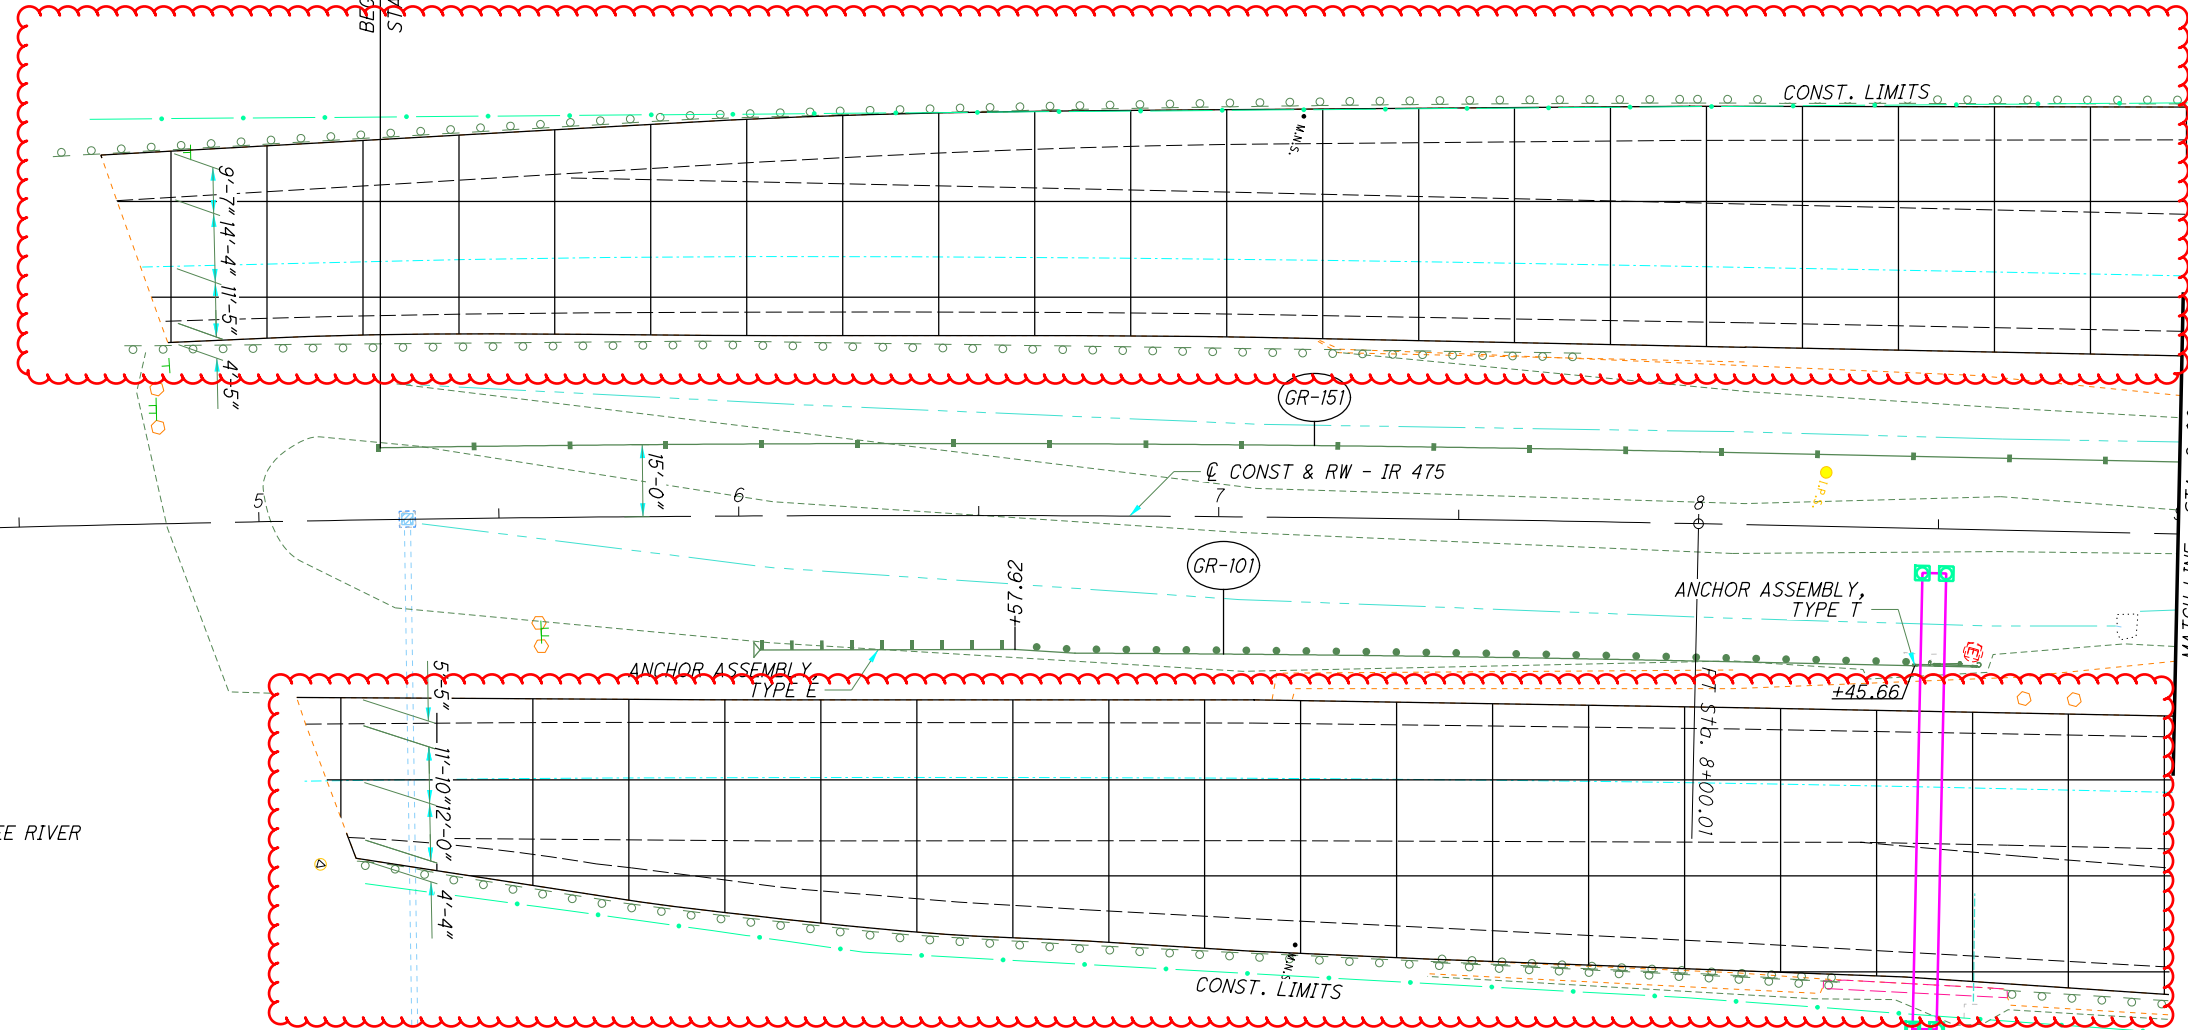 CONST. LIMITS
M.N.S.
9'-7"
14'-4"
11'-5"
4'-5"
GR-151
15'-0"
℄ CONST & RW - IR 475
5
6
7
8
I.P.S.
GR-101
+57.62
ANCHOR ASSEMBLY,
TYPE T
E
+45.66
ANCHOR ASSEMBLY,
TYPE E
5'-5"
11'-10"
12'-0"
4'-4"
PT Sta. 8+00.01
EE RIVER
M.N.S.
CONST. LIMITS